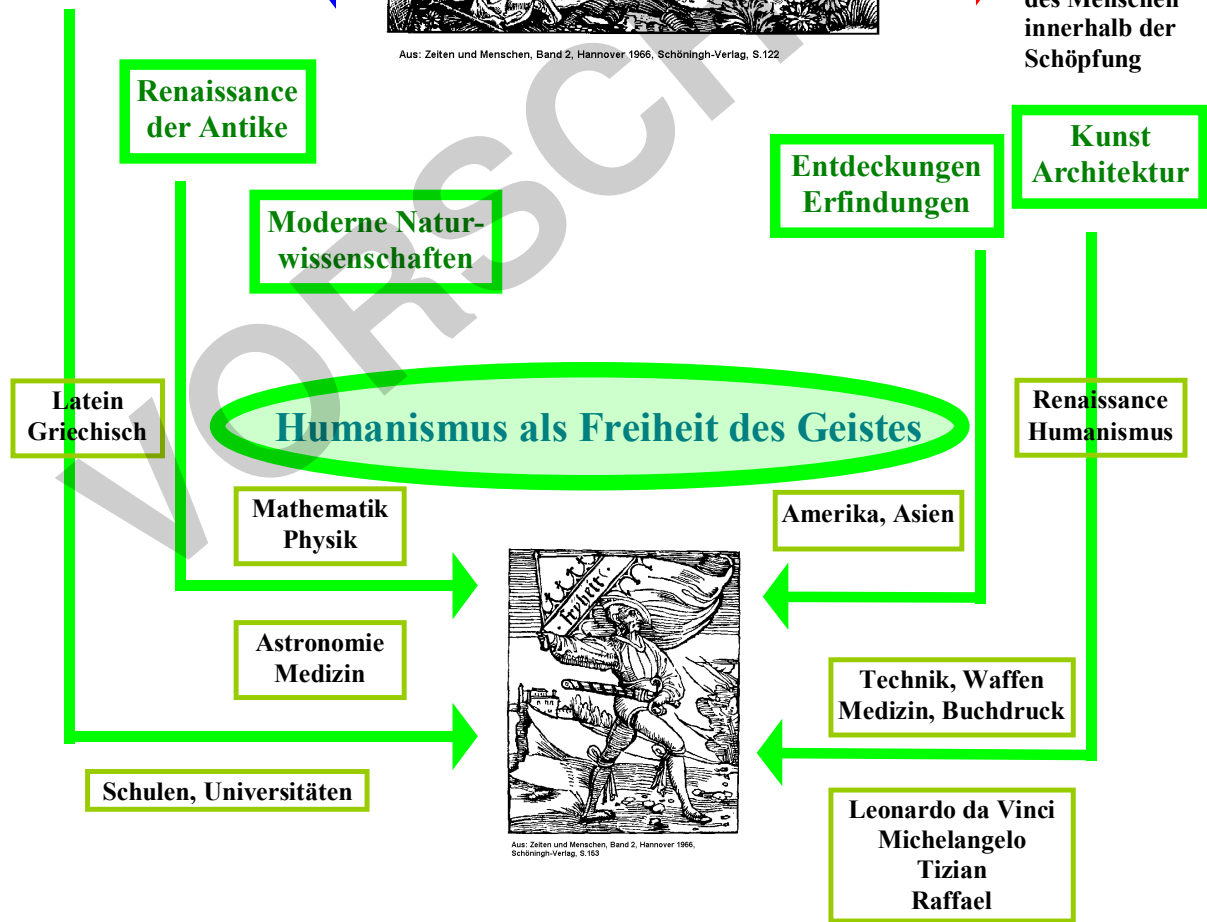 des Menschen
innerhalb der
Schöpfung
Aus: Zeiten und Menschen, Band 2, Hannover 1966, Schöningh-Verlag, S.122
Renaissance
der Antike
Kunst
Architektur
Entdeckungen
Erfindungen
Moderne Natur-
wissenschaften
Latein
Griechisch
Humanismus als Freiheit des Geistes
Renaissance
Humanismus
Mathematik
Physik
Amerika, Asien
Astronomie
Medizin
Technik, Waffen
Medizin, Buchdruck
Schulen, Universitäten
Leonardo da Vinci
Michelangelo
Tizian
Raffael
Aus: Zeiten und Menschen, Band 2, Hannover 1966,
Schöningh-Verlag, S.153
VORSCH